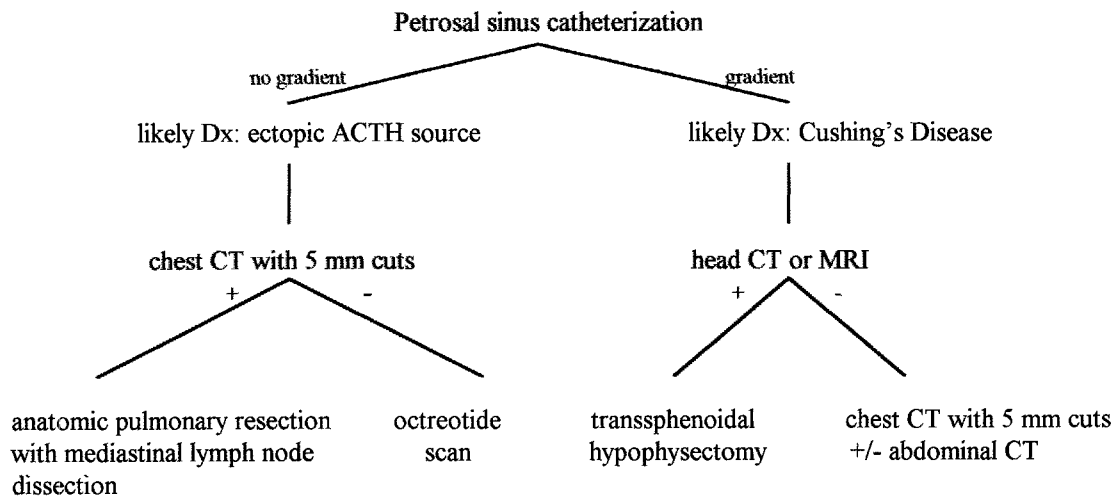 Petrosal sinus catheterization
no gradient
gradient
likely Dx: ectopic ACTH source
likely Dx: Cushing's Disease
chest CT with 5 mm cuts
head CT or MRI
+
-
+
-
anatomic pulmonary resection
with mediastinal lymph node
dissection
octreotide
scan
transsphenoidal
hypophysectomy
chest CT with 5 mm cuts
+/- abdominal CT